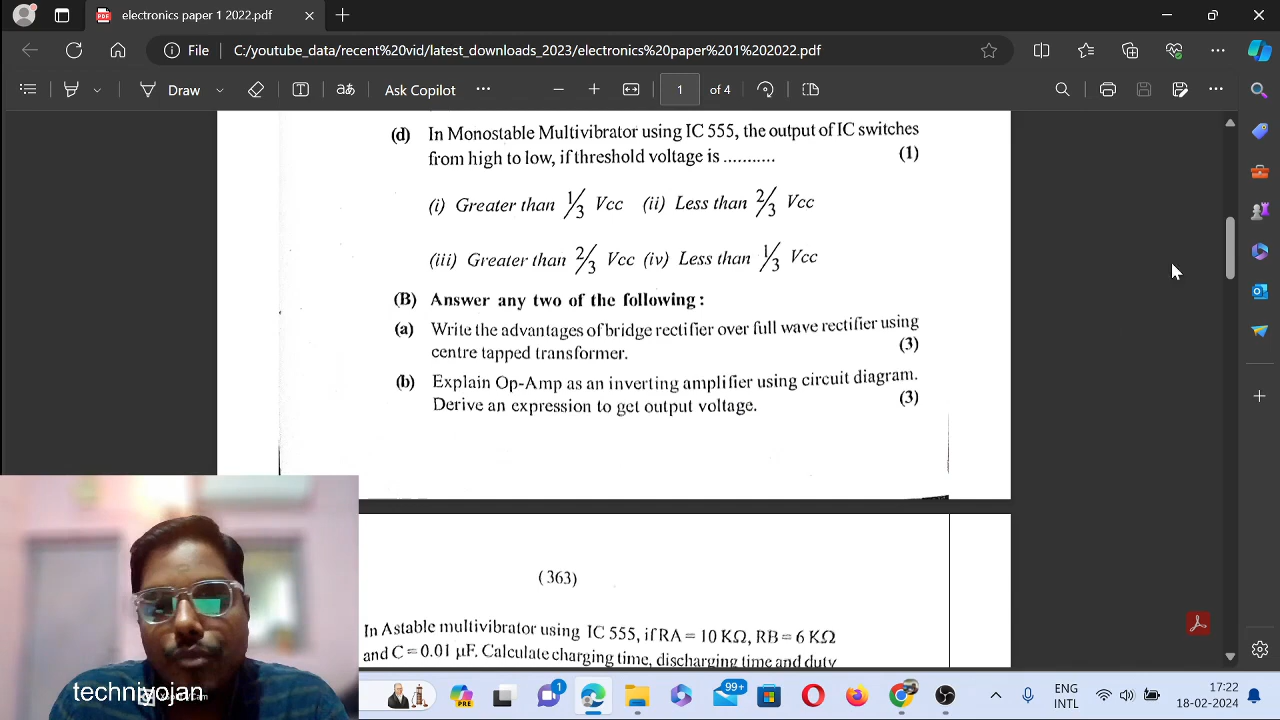 electronics paper 1 2022.pdf
File
C:/youtube_data/recent%20vid/latest_downloads_2023/electronics%20paper%201%202022.pdf
Draw
aあ
Ask Copilot
1
of 4
(d) In Monostable Multivibrator using IC 555, the output of IC switches
from high to low, if threshold voltage is ........... (1)
(i) Greater than 1/3 Vcc (ii) Less than 2/3 Vcc
(iii) Greater than 2/3 Vcc (iv) Less than 1/3 Vcc
(B) Answer any two of the following :
(a) Write the advantages of bridge rectifier over full wave rectifier using
centre tapped transformer. (3)
(b) Explain Op-Amp as an inverting amplifier using circuit diagram.
Derive an expression to get output voltage. (3)
(363)
In Astable multivibrator using IC 555, if RA = 10 KΩ, RB = 6 KΩ
and C = 0.01 μF. Calculate charging time, discharging time and duty
PRE
1
99+
ENG
INTL
17:22
18-02-2024